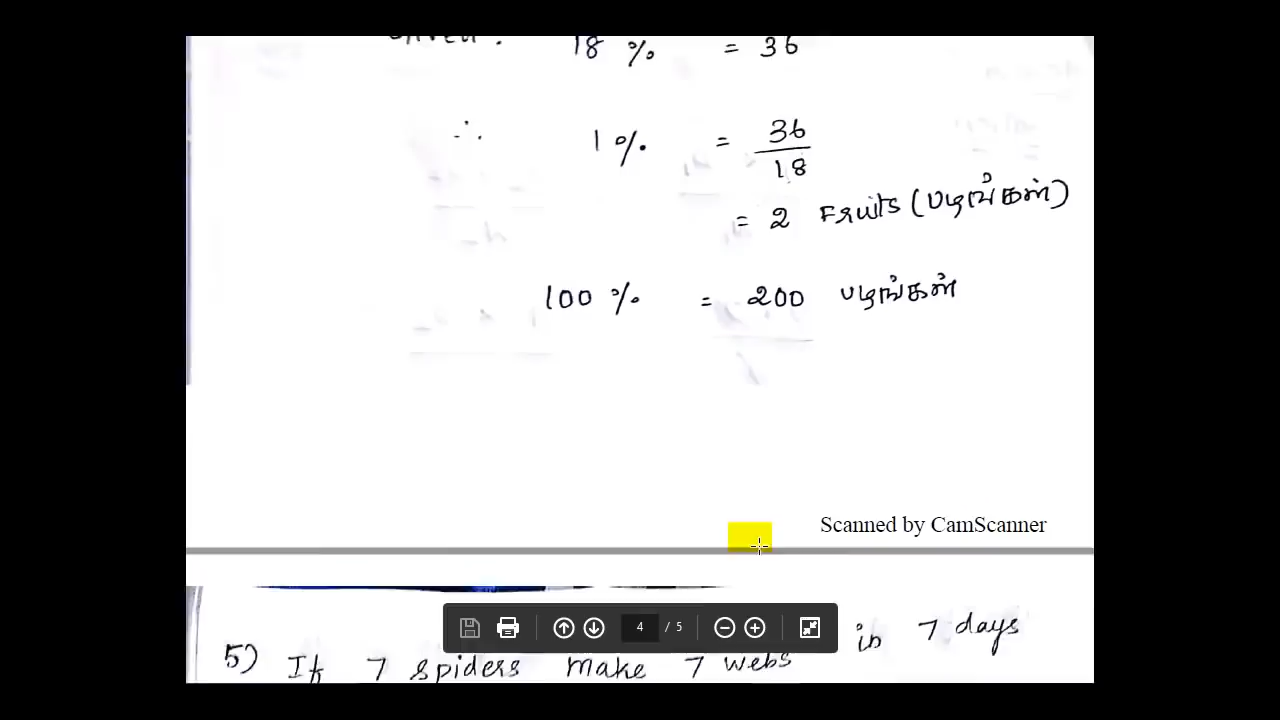 Given : 18 % = 36
∴ 1 % = 36/18
= 2 Fruits (பழங்கள்)
100 % = 200 பழங்கள்
Scanned by CamScanner
4 / 5
5) If 7 spiders make 7 webs in 7 days